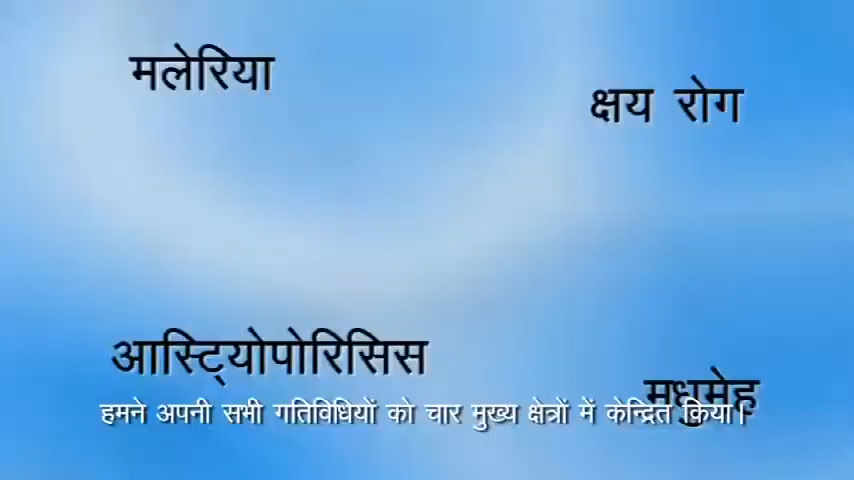 मलेरिया
क्षय रोग
आस्ट्योपोरिसिस
मधुमेह
हमने अपनी सभी गतिविधियों को चार मुख्य क्षेत्रों में केन्द्रित किया।